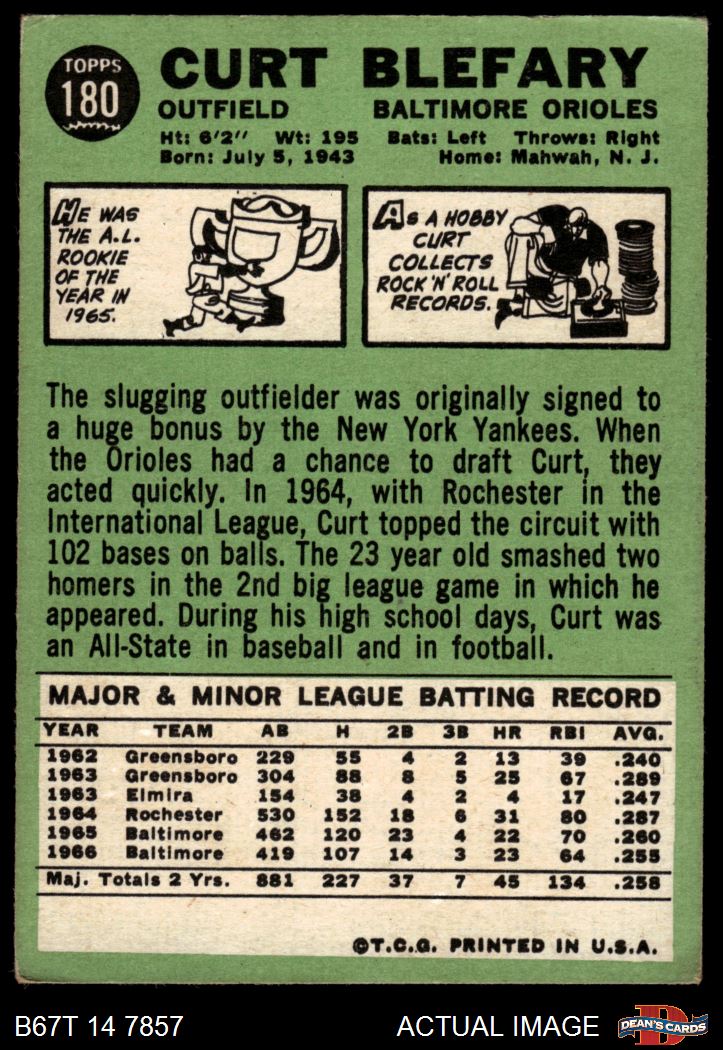 TOPPS
180
CURT BLEFARY
OUTFIELD BALTIMORE ORIOLES
Ht: 6'2" Wt: 195 Bats: Left Throws: Right
Born: July 5, 1943 Home: Mahwah, N. J.
HE WAS
THE A.L.
ROOKIE
OF THE
YEAR IN
1965.
AS A HOBBY
CURT
COLLECTS
ROCK 'N' ROLL
RECORDS.
The slugging outfielder was originally signed to
a huge bonus by the New York Yankees. When
the Orioles had a chance to draft Curt, they
acted quickly. In 1964, with Rochester in the
International League, Curt topped the circuit with
102 bases on balls. The 23 year old smashed two
homers in the 2nd big league game in which he
appeared. During his high school days, Curt was
an All-State in baseball and in football.
MAJOR & MINOR LEAGUE BATTING RECORD
YEAR TEAM AB H 2B 3B HR RBI AVG.
1962 Greensboro 229 55 4 2 13 39 .240
1963 Greensboro 304 88 8 5 25 67 .289
1963 Elmira 154 38 4 2 4 17 .247
1964 Rochester 530 152 18 6 31 80 .287
1965 Baltimore 462 120 23 4 22 70 .260
1966 Baltimore 419 107 14 3 23 64 .255
Maj. Totals 2 Yrs. 881 227 37 7 45 134 .258
©T.C.G. PRINTED IN U.S.A.
B67T 14 7857 ACTUAL IMAGE
DEAN'S CARDS